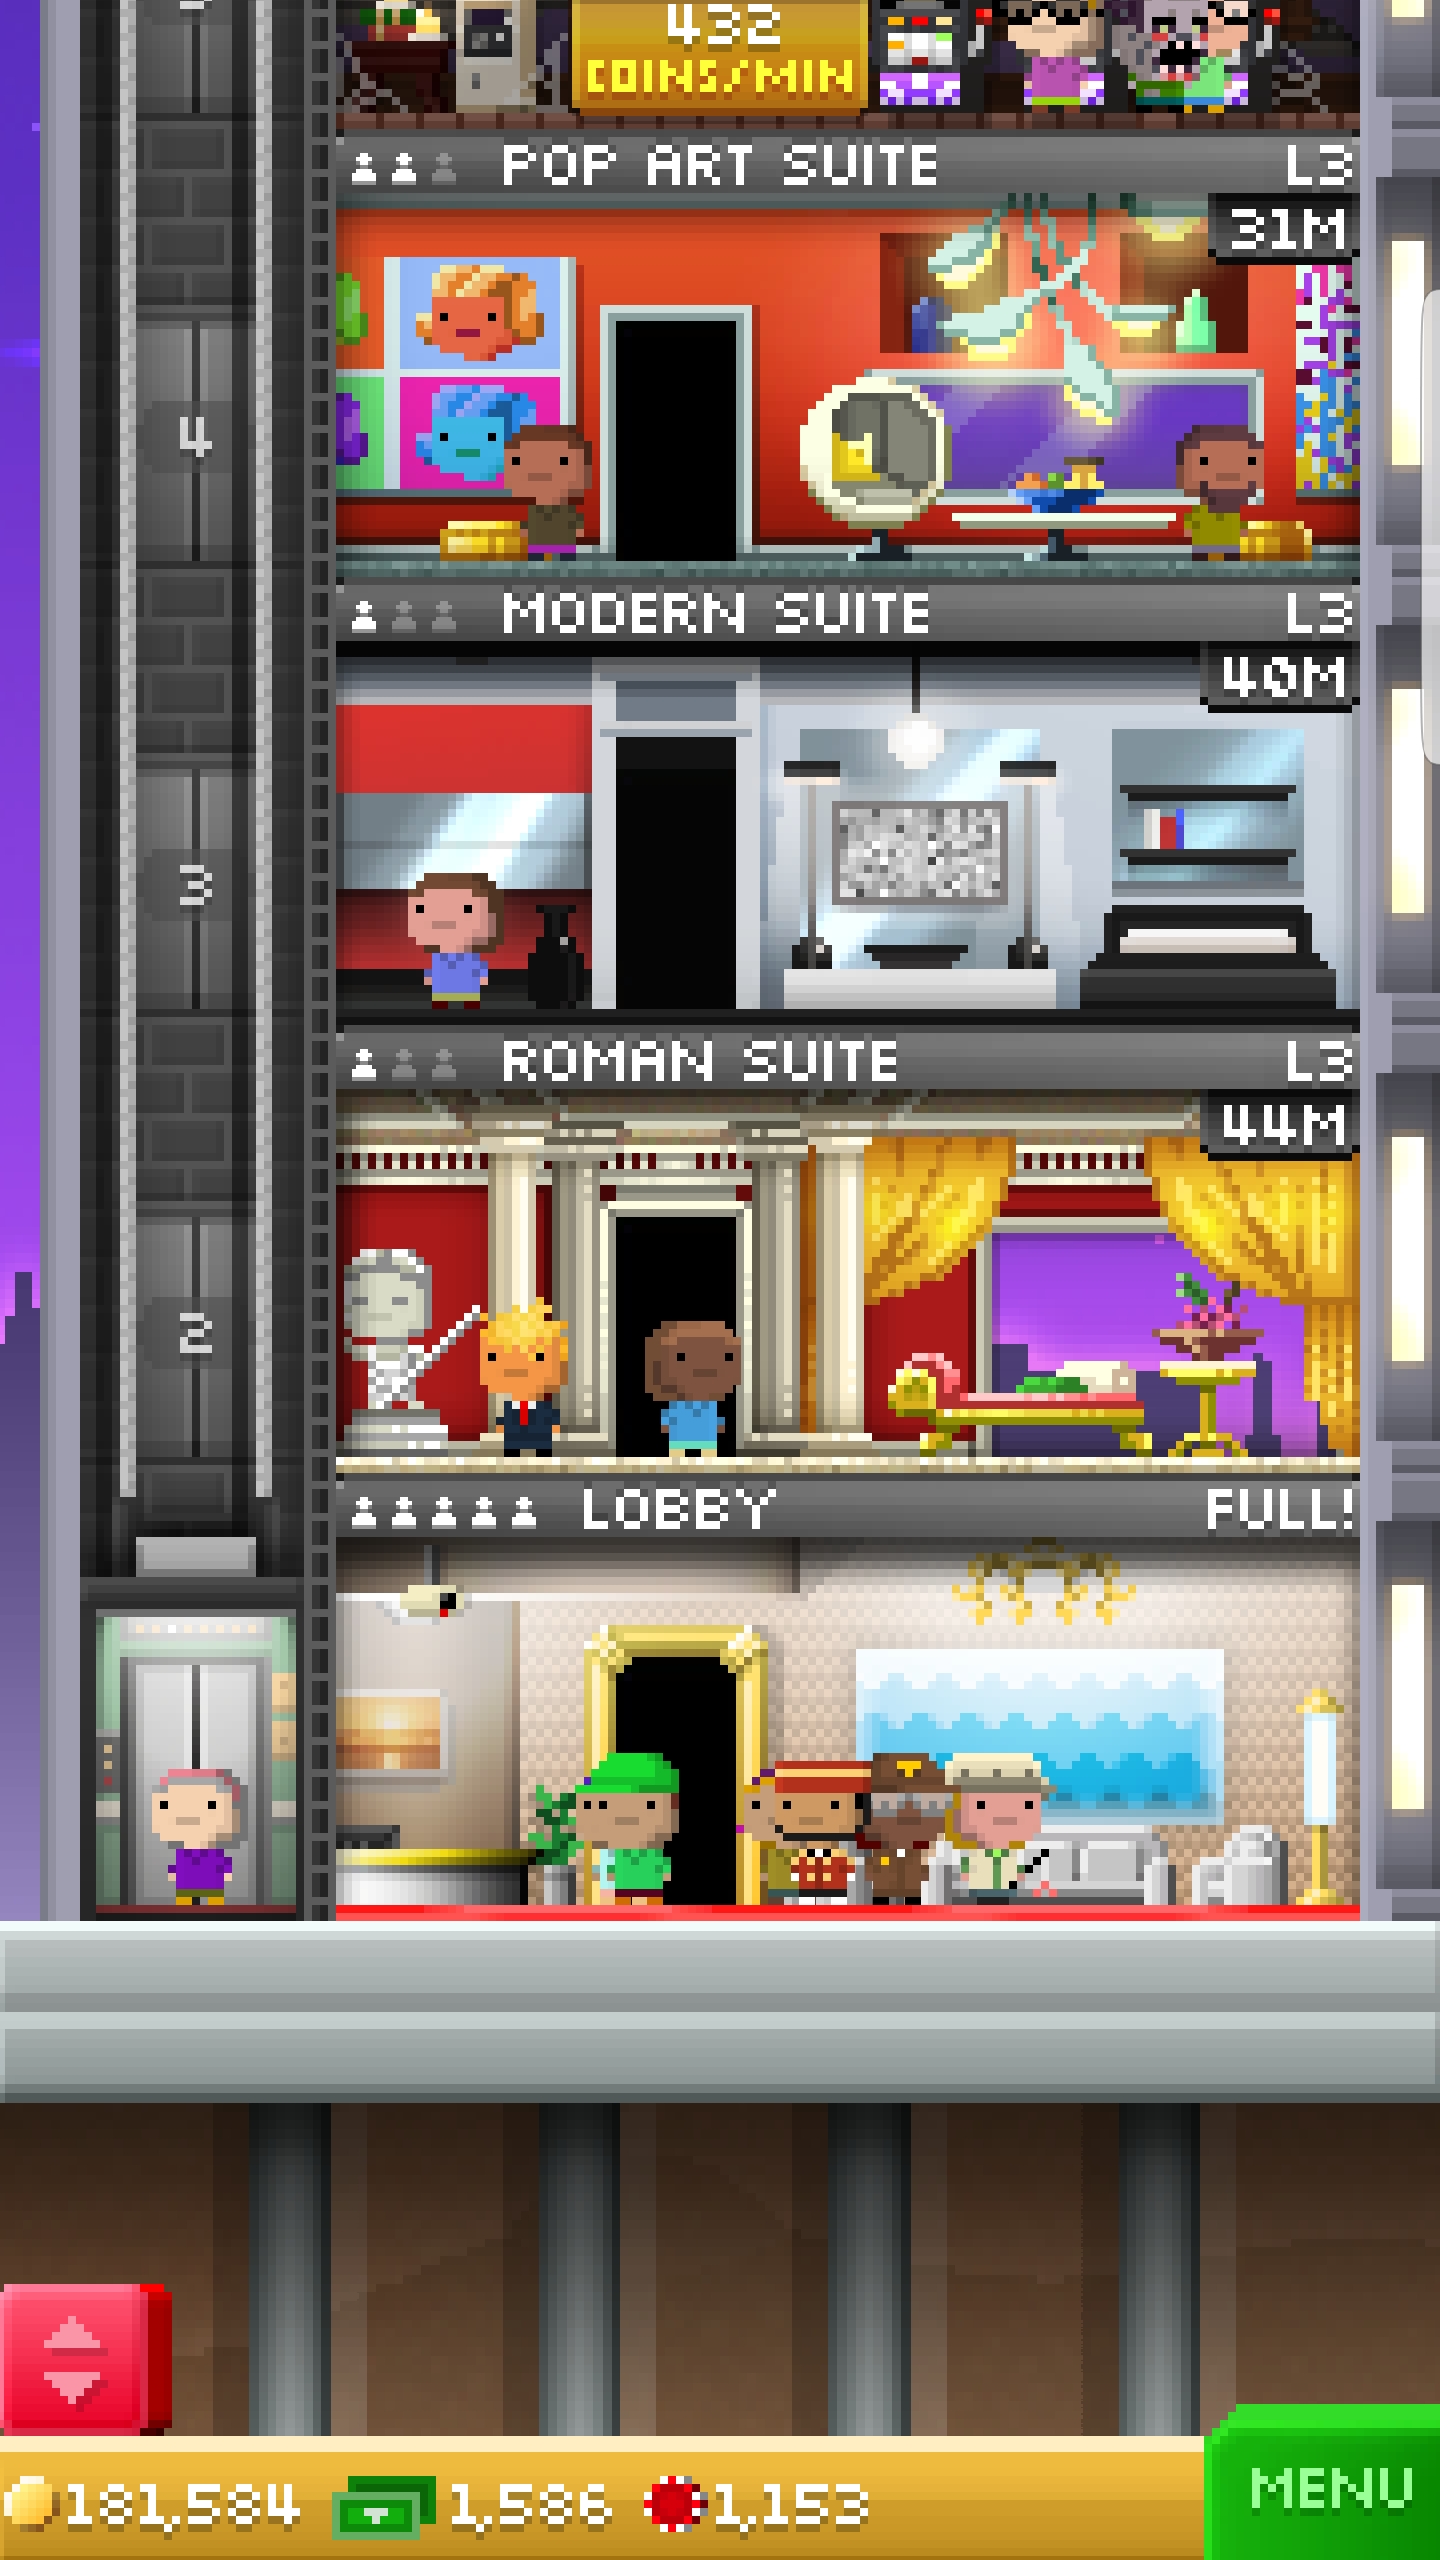 432
COINS/MIN
POP ART SUITE L3
31M
4
MODERN SUITE L3
40M
3
ROMAN SUITE L3
44M
2
LOBBY FULL!
181,584 1,586 1,153 MENU